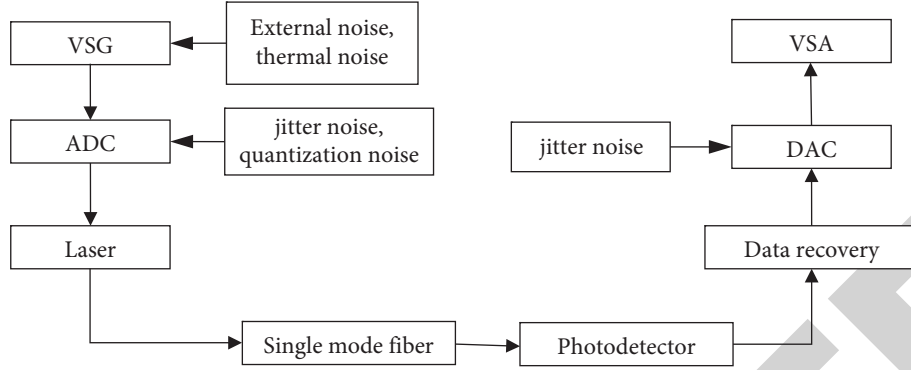 VSG
External noise,
thermal noise
VSA
ADC
jitter noise,
quantization noise
jitter noise
DAC
Laser
Data recovery
Single mode fiber
Photodetector